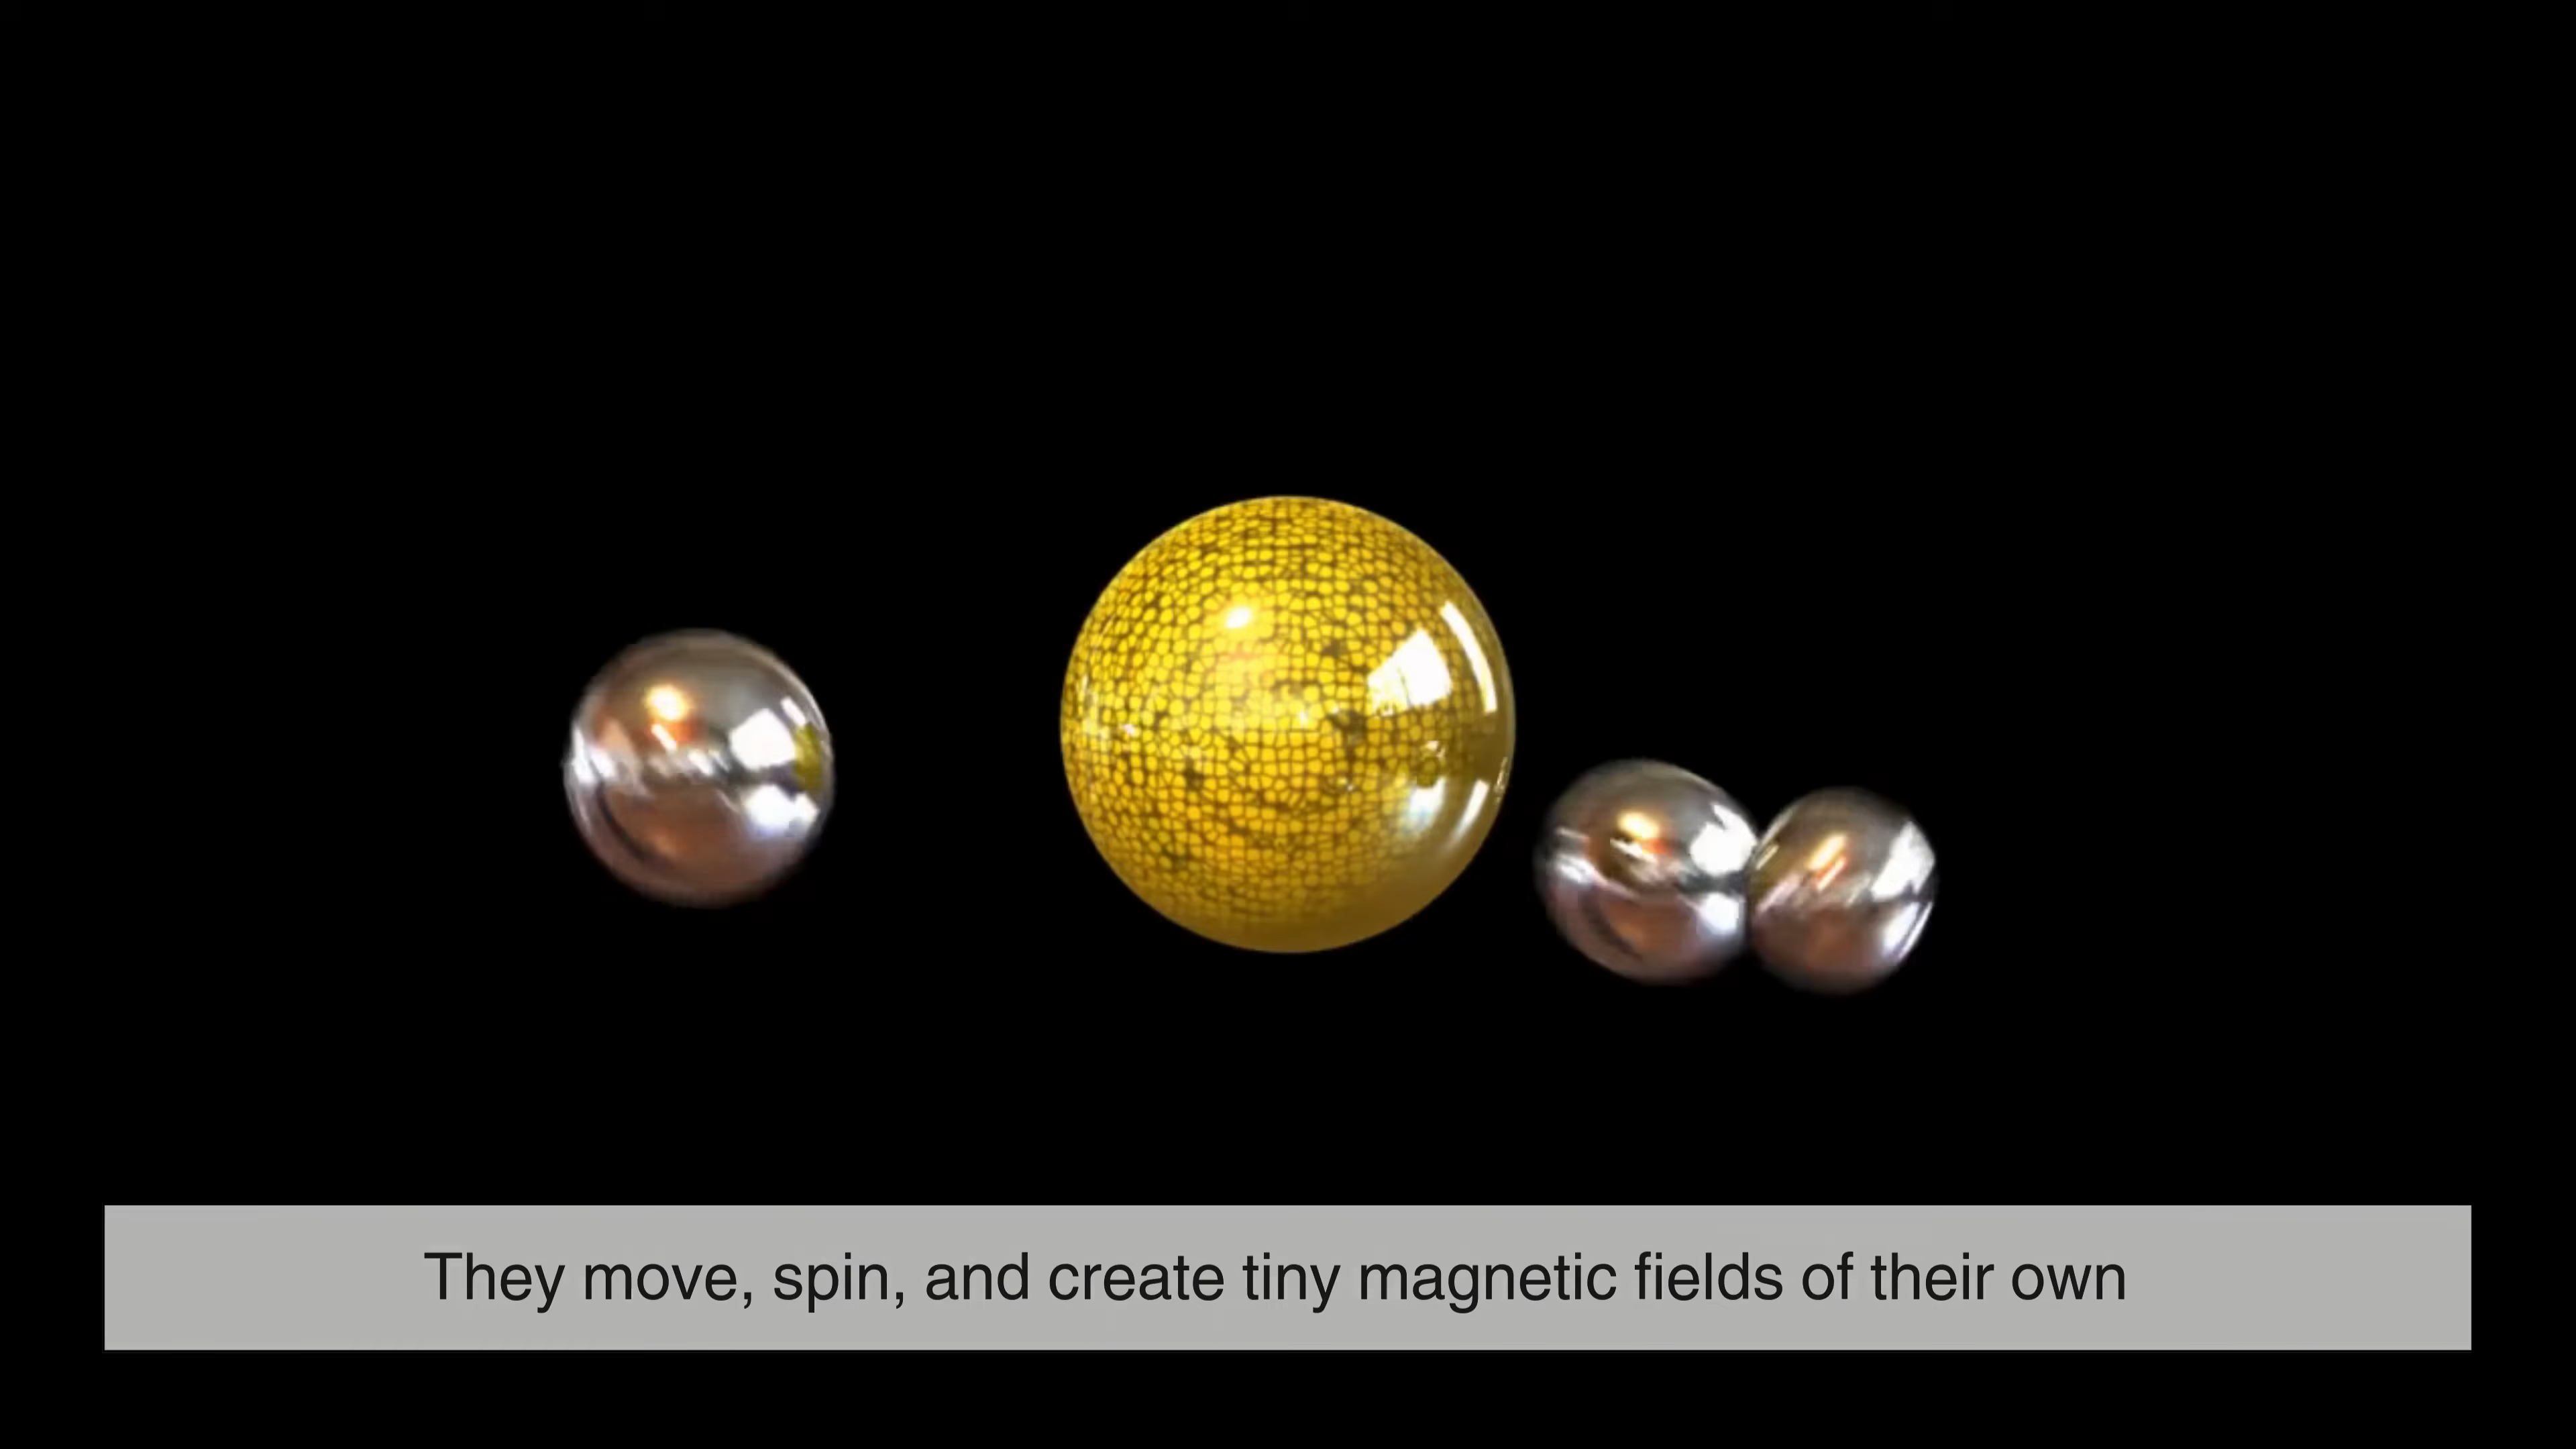 They move, spin, and create tiny magnetic fields of their own